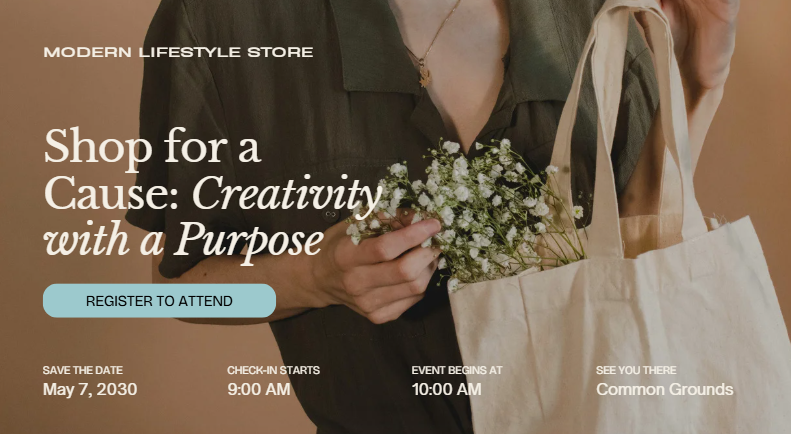 MODERN LIFESTYLE STORE
Shop for a
Cause: Creativity
with a Purpose
REGISTER TO ATTEND
SAVE THE DATE
May 7, 2030
CHECK-IN STARTS
9:00 AM
EVENT BEGINS AT
10:00 AM
SEE YOU THERE
Common Grounds